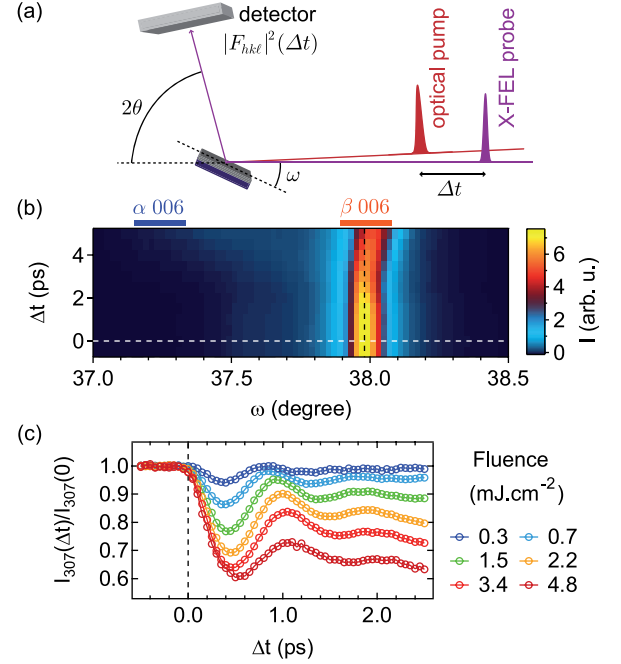 (a)
detector
|F_{hkℓ}|²(Δt)
2θ
ω
optical pump
X-FEL probe
Δt
(b)
α 006
β 006
Δt (ps)
4
2
0
37.0
37.5
38.0
38.5
ω (degree)
6
4
2
0
I (arb. u.)
(c)
I₃₀₇(Δt)/I₃₀₇(0)
1.0
0.9
0.8
0.7
0.6
0.0
1.0
2.0
Δt (ps)
Fluence
(mJ.cm⁻²)
0.3 0.7
1.5 2.2
3.4 4.8